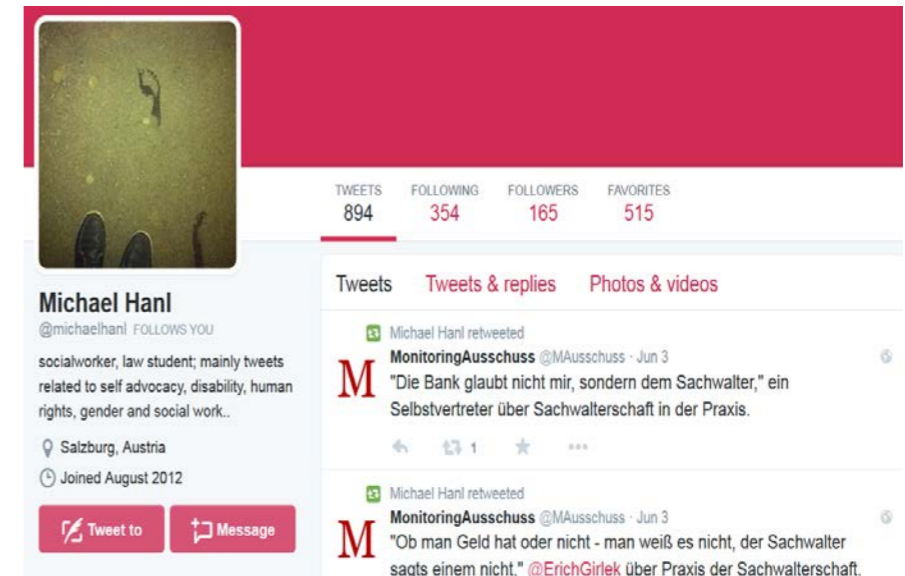 TWEETS FOLLOWING FOLLOWERS FAVORITES
894 354 165 515
Michael Hanl
@michaelhanl FOLLOWS YOU
socialworker, law student; mainly tweets
related to self advocacy, disability, human
rights, gender and social work..
Salzburg, Austria
Joined August 2012
Tweet to Message
Tweets Tweets & replies Photos & videos
Michael Hanl retweeted
M
MonitoringAusschuss @MAusschuss · Jun 3
"Die Bank glaubt nicht mir, sondern dem Sachwalter," ein
Selbstvertreter über Sachwalterschaft in der Praxis.
1
Michael Hanl retweeted
M
MonitoringAusschuss @MAusschuss · Jun 3
"Ob man Geld hat oder nicht - man weiß es nicht, der Sachwalter
sagts einem nicht." @ErichGirlek über Praxis der Sachwalterschaft.